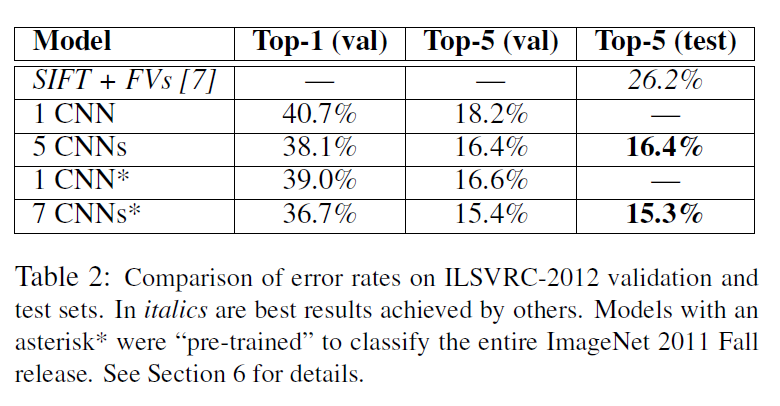 Model Top-1 (val) Top-5 (val) Top-5 (test)
SIFT + FVs [7] — — 26.2%
1 CNN 40.7% 18.2% —
5 CNNs 38.1% 16.4% 16.4%
1 CNN* 39.0% 16.6% —
7 CNNs* 36.7% 15.4% 15.3%
Table 2: Comparison of error rates on ILSVRC-2012 validation and
test sets. In italics are best results achieved by others. Models with an
asterisk* were “pre-trained” to classify the entire ImageNet 2011 Fall
release. See Section 6 for details.